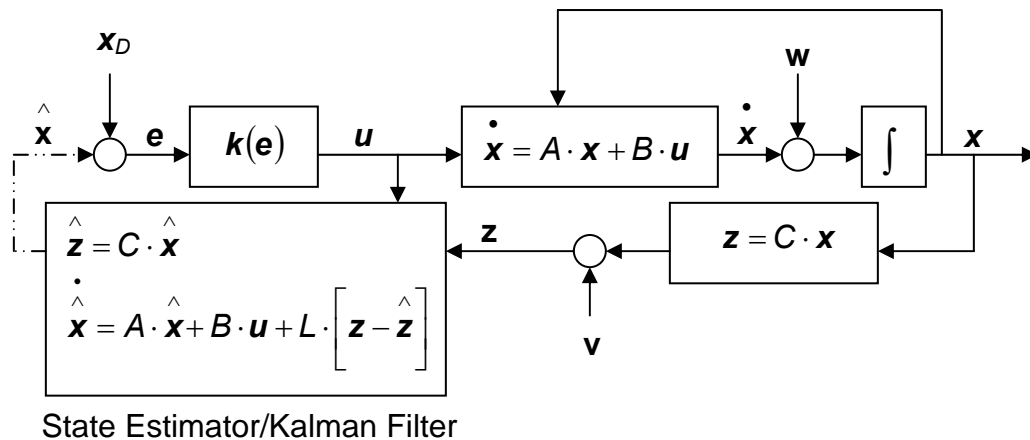 x_D
w
x̂
e
k(e)
u
ẋ = A · x + B · u
ẋ
∫
x
ẑ = C · x̂
x̂̇ = A · x̂ + B · u + L · [z − ẑ]
z
v
z = C · x
State Estimator/Kalman Filter